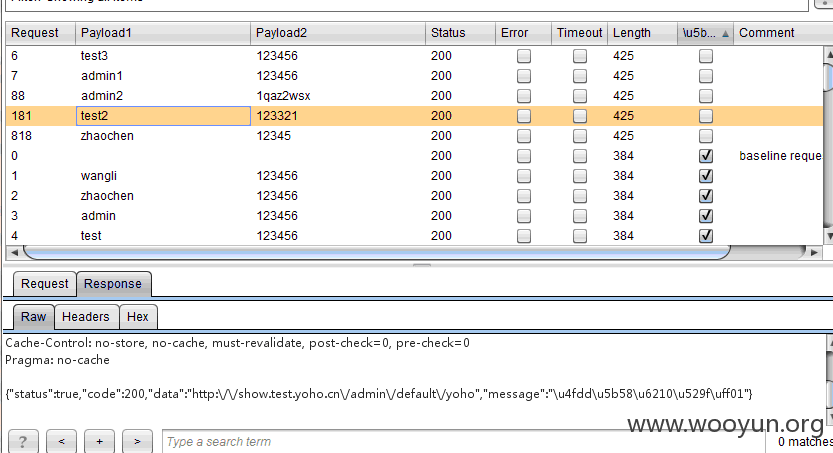 Request Payload1 Payload2 Status Error Timeout Length \u5b... Comment
6 test3 123456 200 425
7 admin1 123456 200 425
88 admin2 1qaz2wsx 200 425
181 test2 123321 200 425
818 zhaochen 12345 200 425
0 200 384 baseline reque
1 wangli 123456 200 384
2 zhaochen 123456 200 384
3 admin 123456 200 384
4 test 123456 200 384
Request Response
Raw Headers Hex
Cache-Control: no-store, no-cache, must-revalidate, post-check=0, pre-check=0
Pragma: no-cache
{"status":true,"code":200,"data":"http:\/\/show.test.yoho.cn\/admin\/default\/yoho","message":"\u4fdd\u5b58\u6210\u529f\uff01"}
www.wooyun.org
? < + > Type a search term 0 matches